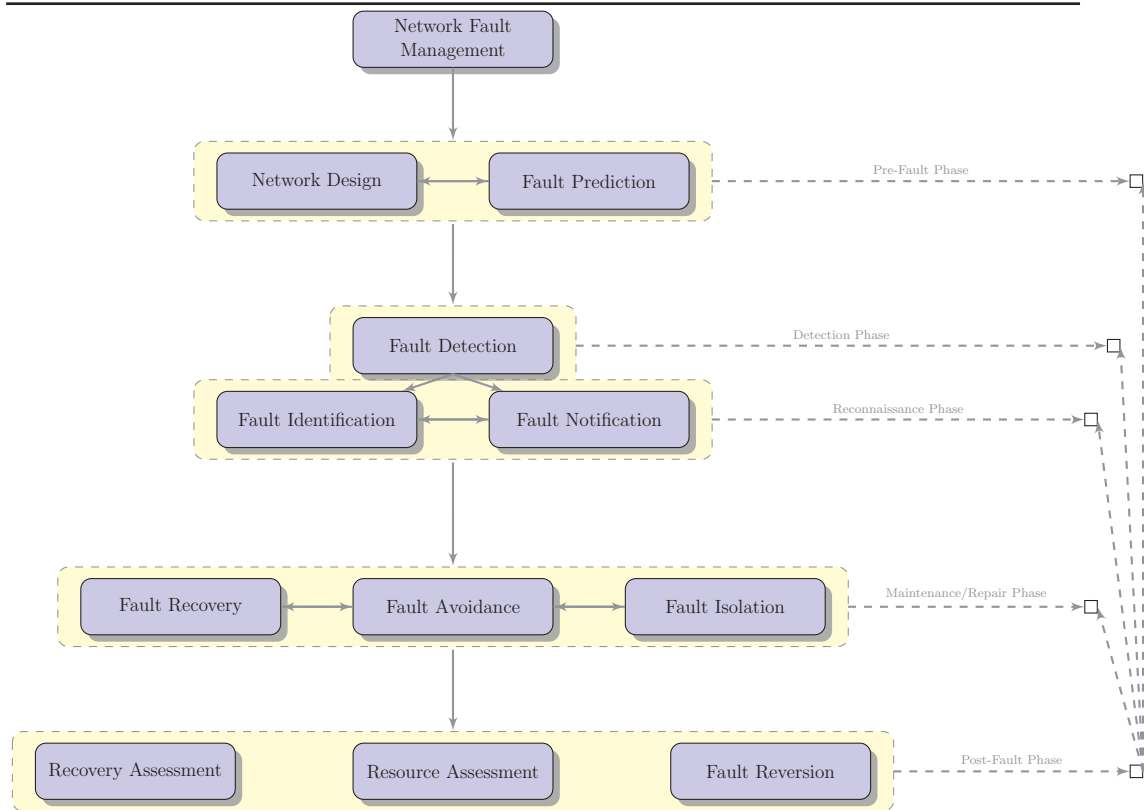 Network Fault
Management
Network Design
Fault Prediction
Pre-Fault Phase
Fault Detection
Detection Phase
Fault Identification
Fault Notification
Reconnaissance Phase
Fault Recovery
Fault Avoidance
Fault Isolation
Maintenance/Repair Phase
Recovery Assessment
Resource Assessment
Fault Reversion
Post-Fault Phase